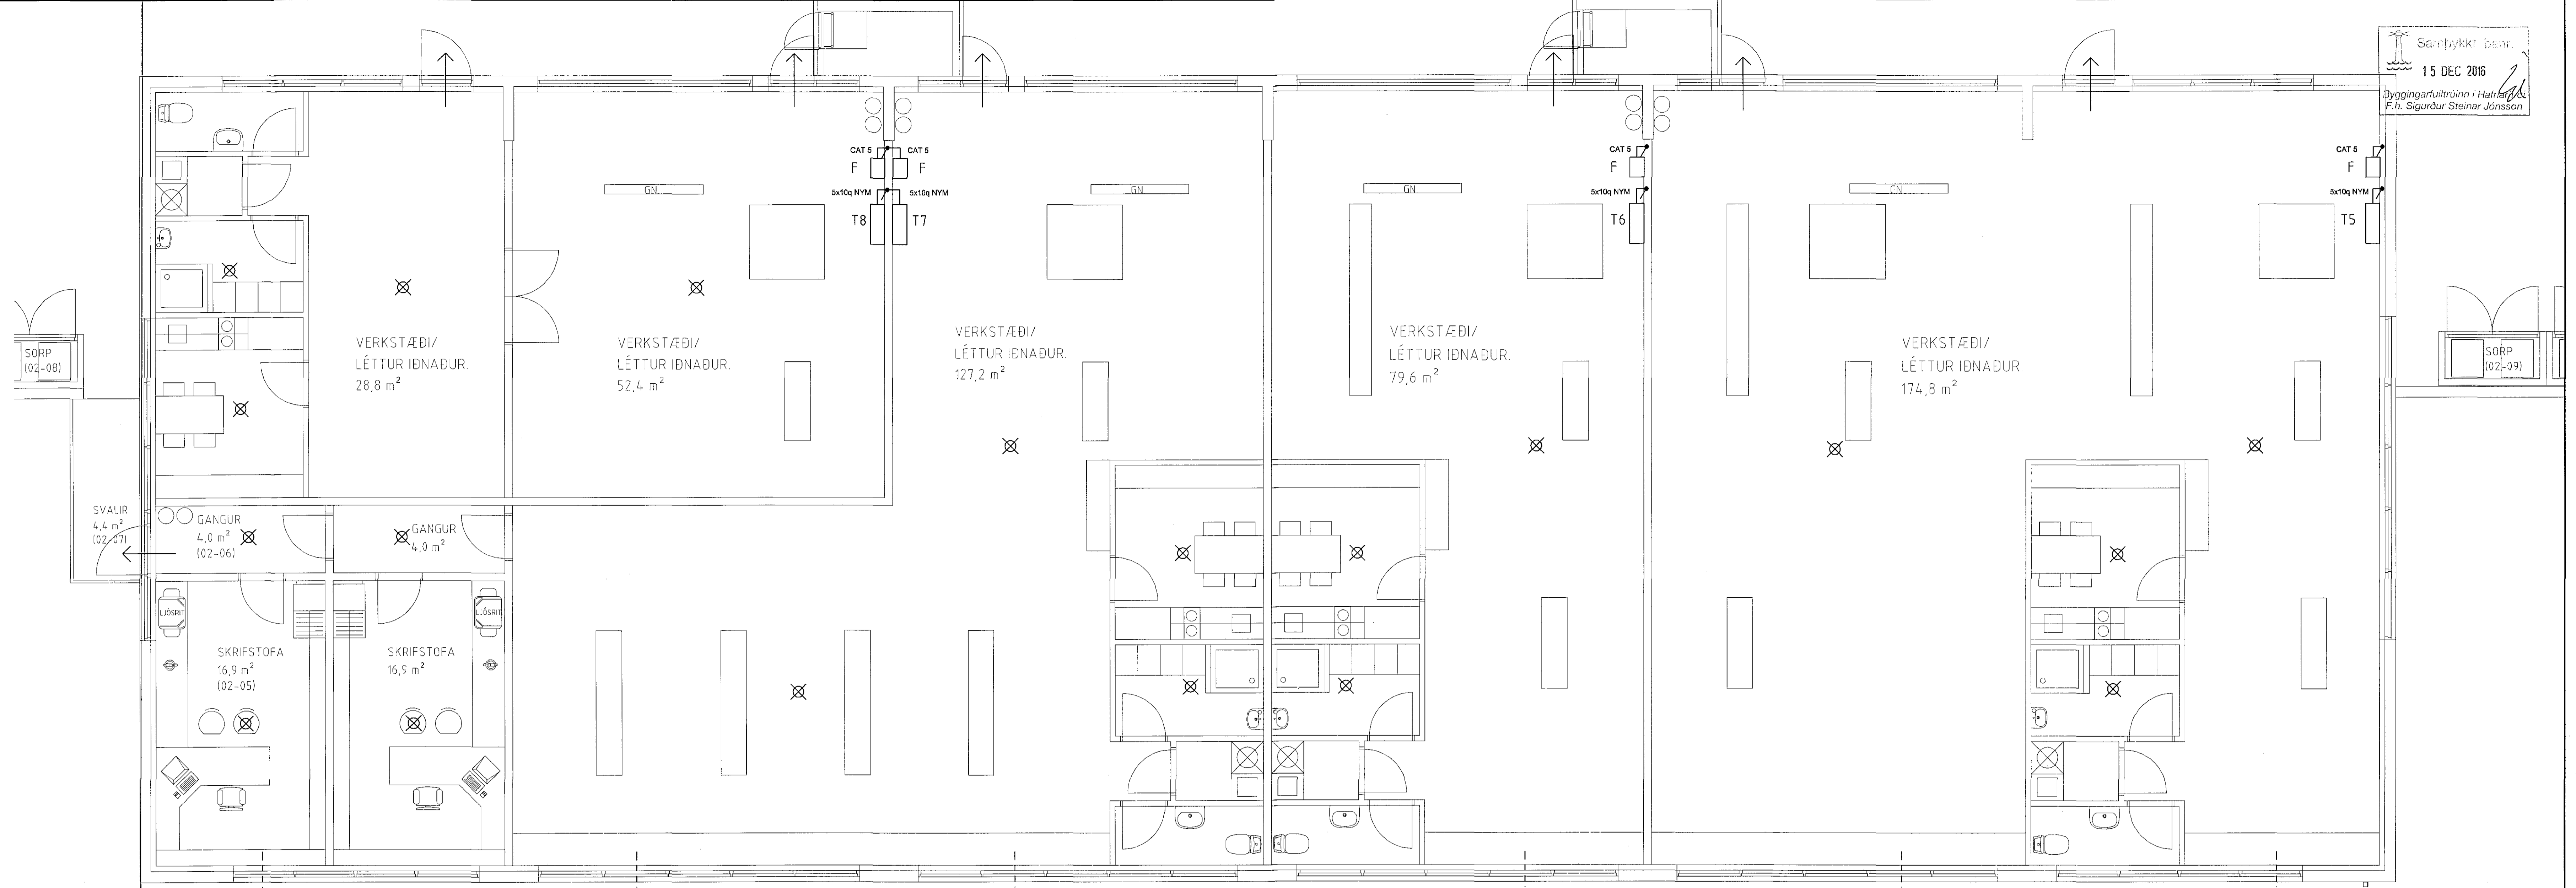 Samþykkt þann.
15 DEC 2016
Byggingarfulltrúinn í Hafnarf.
F.h. Sigurður Steinar Jónsson
CAT 5
CAT 5
F
F
5x10q NYM
5x10q NYM
T8
T7
CAT 5
F
5x10q NYM
T6
CAT 5
F
5x10q NYM
T5
GN
GN
GN
GN
VERKSTÆÐI/
LÉTTUR IÐNAÐUR.
28,8 m²
VERKSTÆÐI/
LÉTTUR IÐNAÐUR.
52,4 m²
VERKSTÆÐI/
LÉTTUR IÐNAÐUR.
127,2 m²
VERKSTÆÐI/
LÉTTUR IÐNAÐUR.
79,6 m²
VERKSTÆÐI/
LÉTTUR IÐNAÐUR.
174,8 m²
SORP
(02-08)
SORP
(02-09)
SVALIR
4,4 m²
(02-07)
GANGUR
4,0 m²
(02-06)
GANGUR
4,0 m²
LJÓSRIT
LJÓSRIT
SKRIFSTOFA
16,9 m²
(02-05)
SKRIFSTOFA
16,9 m²